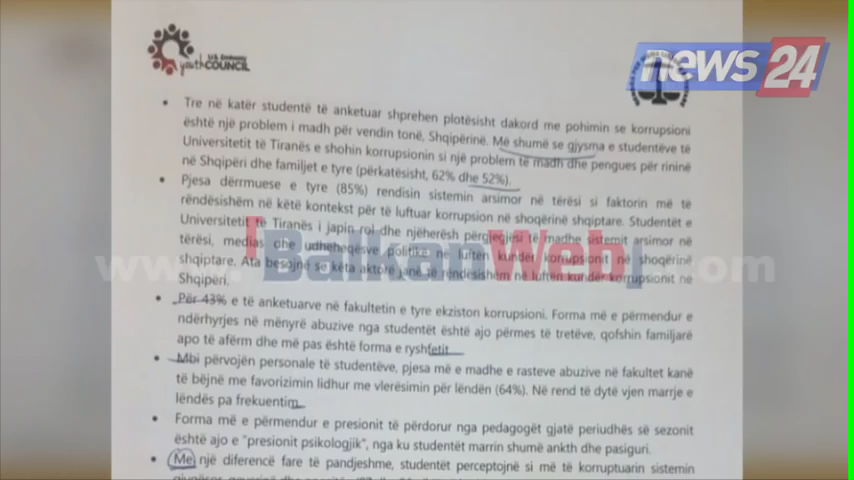 U.S. Embassy
youthCOUNCIL
news 24
• Tre në katër studentë të anketuar shprehen plotësisht dakord me pohimin se korrupsioni
është një problem i madh për vendin tonë, Shqipërinë. Më shumë se gjysma e studentëve të
Universitetit të Tiranës e shohin korrupsionin si një problem të madh dhe pengues për rininë
në Shqipëri dhe familjet e tyre (përkatësisht, 62% dhe 52%).
• Pjesa dërrmuese e tyre (85%) rendisin sistemin arsimor në tërësi si faktorin më të
rëndësishëm në këtë kontekst për të luftuar korrupsion në shoqërinë shqiptare. Studentët e
Universitetit të Tiranës i japin rol dhe njëherësh përgjegjësi të madhe sistemit arsimor në
tërësi, medias dhe udhëheqësve politikë në luftën kundër korrupsionit në shoqërinë
shqiptare. Ata besojnë se këta aktorë janë të rëndësishëm në luftën kundër korrupsionit në
Shqipëri.
www.BalkanWeb.com
• Për 43% e të anketuarve në fakultetin e tyre ekziston korrupsioni. Forma më e përmendur e
ndërhyrjes në mënyrë abuzive nga studentët është ajo përmes të tretëve, qofshin familjarë
apo të afërm dhe më pas është forma e ryshfetit
• Mbi përvojën personale të studentëve, pjesa më e madhe e rasteve abuzive në fakultet kanë
të bëjnë me favorizimin lidhur me vlerësimin për lëndën (64%). Në rend të dytë vjen marrje e
lëndës pa frekuentim
• Forma më e përmendur e presionit të përdorur nga pedagogët gjatë periudhës së sezonit
është ajo e "presionit psikologjik", nga ku studentët marrin shumë ankth dhe pasiguri.
• Me një diferencë fare të pandjeshme, studentët perceptojnë si më të korruptuarin sistemin